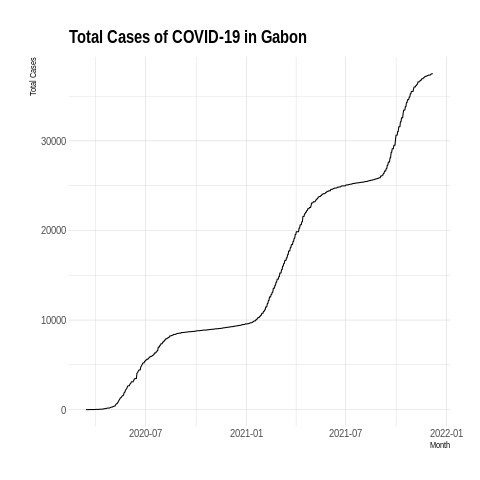 Total Cases of COVID-19 in Gabon
Total Cases
30000
20000
10000
0
2020-07 2021-01 2021-07 2022-01
Month